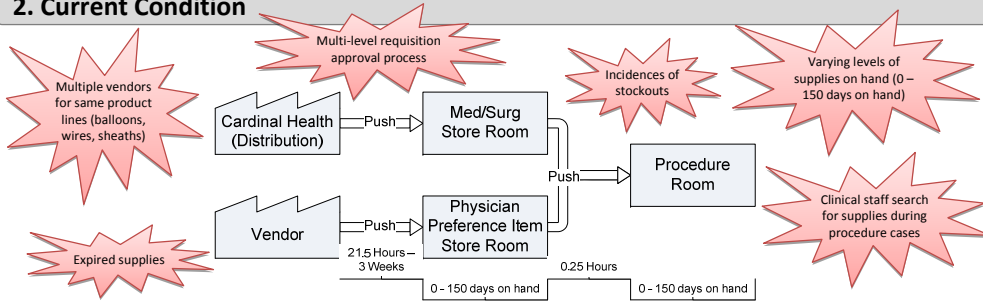 2. Current Condition
Multiple vendors
for same product
lines (balloons,
wires, sheaths)
Multi-level requisition
approval process
Incidences of
stockouts
Varying levels of
supplies on hand (0 –
150 days on hand)
Cardinal Health
(Distribution)
Push
Med/Surg
Store Room
Push
Procedure
Room
Vendor
Push
Physician
Preference Item
Store Room
Clinical staff search
for supplies during
procedure cases
Expired supplies
21.5 Hours –
3 Weeks
0 - 150 days on hand
0.25 Hours
0 - 150 days on hand